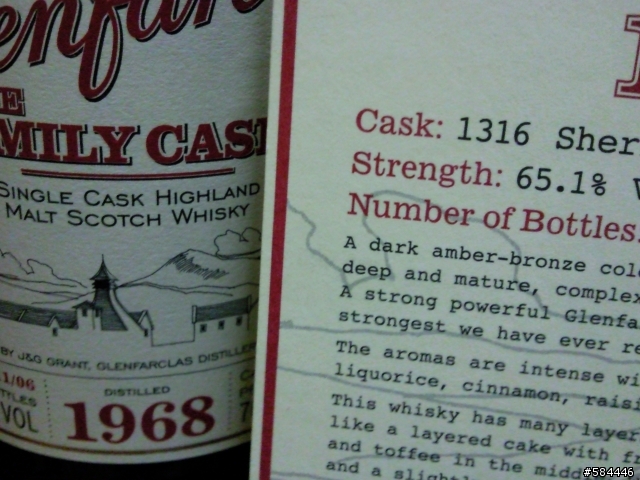 enfar
E
MILY CAS
SINGLE CASK HIGHLAND
MALT SCOTCH WHISKY
BY J&G GRANT, GLENFARCLAS DISTILLE
1/06
TTLES
VOL
DISTILLED
1968
Cask: 1316 Sher
Strength: 65.1%
Number of Bottles
A dark amber-bronze col
deep and mature, complex
A strong powerful Glenfa
strongest we have ever re
The aromas are intense wi
liquorice, cinnamon, raisi
This whisky has many layer
like a layered cake with fr
and toffee in the midd
and a slightl
#584446